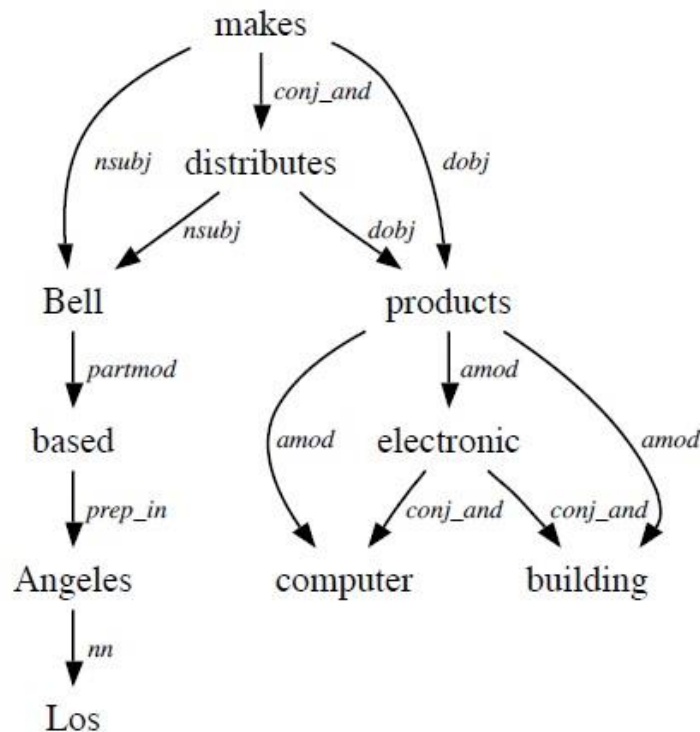 makes
conj_and
nsubj distributes dobj
nsubj dobj
Bell products
partmod amod
based amod electronic amod
prep_in conj_and conj_and
Angeles computer building
nn
Los